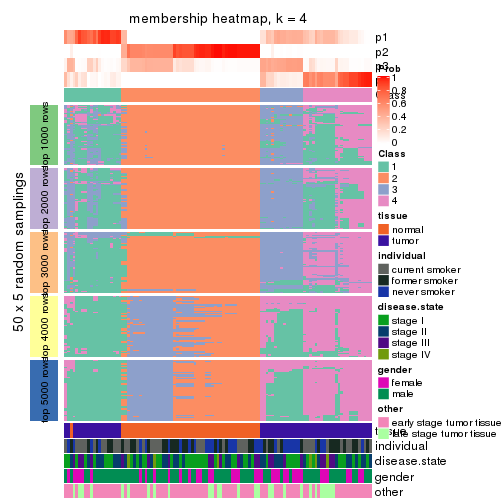 membership heatmap, k = 4
p1
p2
p3
Prob
1
0.8
0.6
0.4
0.2
0
Class
1
2
3
4
tissue
normal
tumor
individual
current smoker
former smoker
never smoker
disease.state
stage I
stage II
stage III
stage IV
gender
female
male
other
early stage tumor tissue
late stage tumor tissue
50 x 5 random samplings
top 1000 rows
top 2000 rows
top 3000 rows
top 4000 rows
top 5000 rows
tissue
individual
disease.state
gender
other